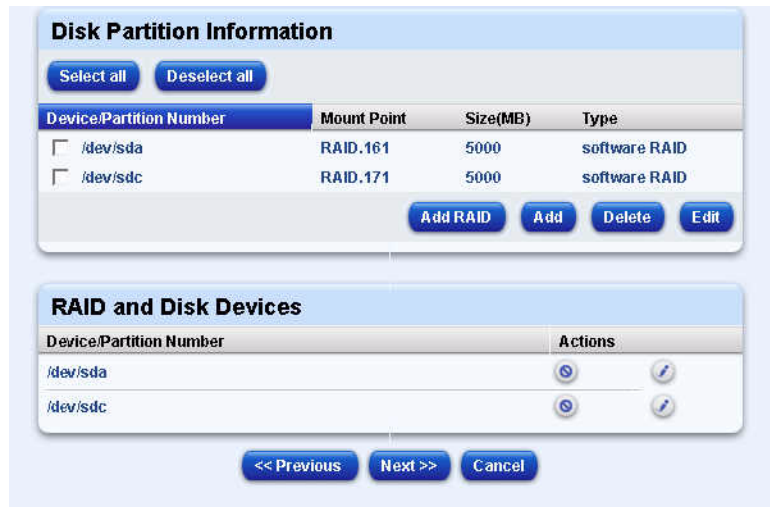 Disk Partition Information
Select all Deselect all
Device/Partition Number Mount Point Size(MB) Type
/dev/sda RAID.161 5000 software RAID
/dev/sdc RAID.171 5000 software RAID
Add RAID Add Delete Edit
RAID and Disk Devices
Device/Partition Number Actions
/dev/sda
/dev/sdc
<< Previous Next >> Cancel